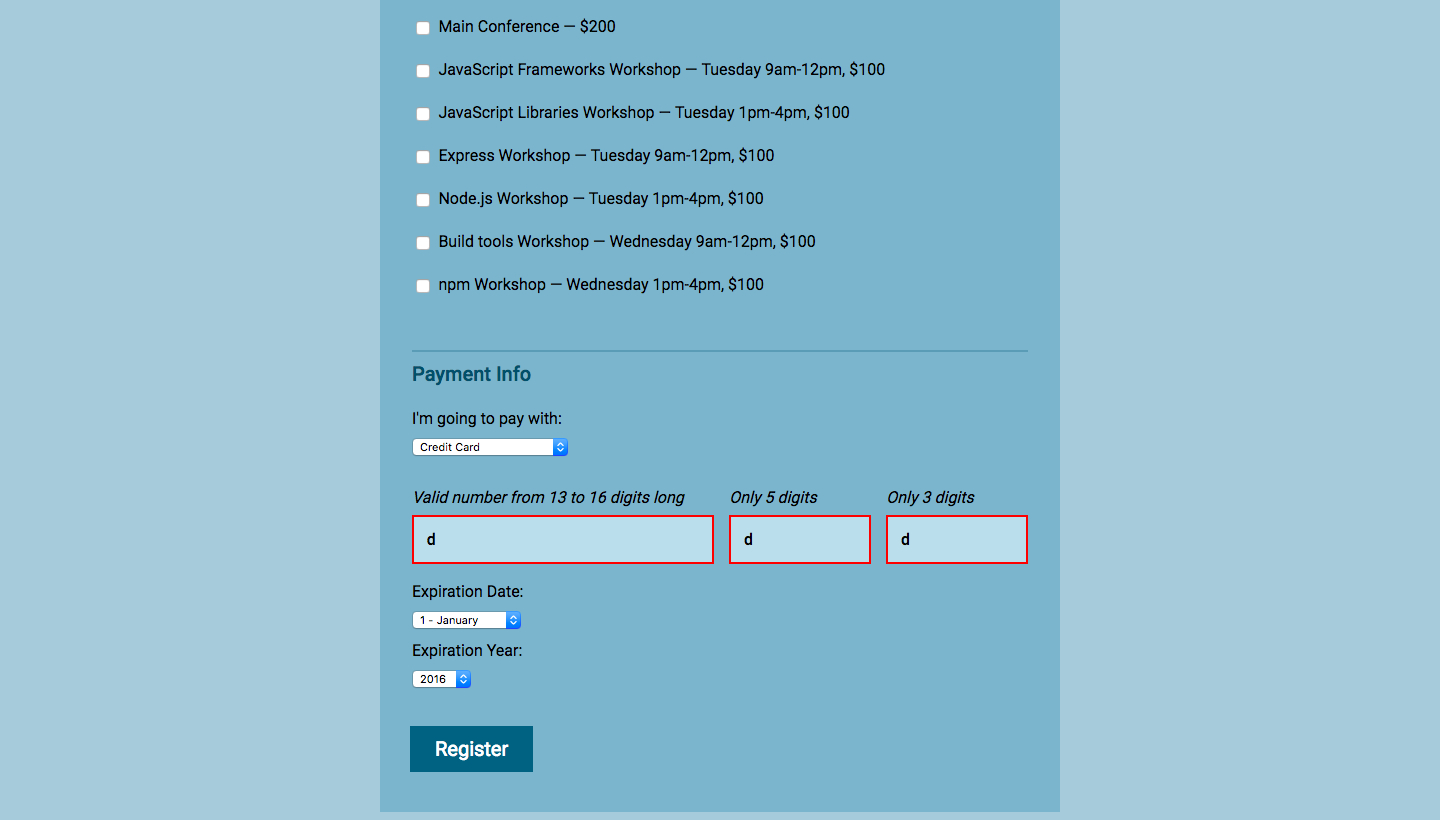 Main Conference — $200
JavaScript Frameworks Workshop — Tuesday 9am-12pm, $100
JavaScript Libraries Workshop — Tuesday 1pm-4pm, $100
Express Workshop — Tuesday 9am-12pm, $100
Node.js Workshop — Tuesday 1pm-4pm, $100
Build tools Workshop — Wednesday 9am-12pm, $100
npm Workshop — Wednesday 1pm-4pm, $100
Payment Info
I'm going to pay with:
Credit Card
Valid number from 13 to 16 digits long Only 5 digits Only 3 digits
d d d
Expiration Date:
1 - January
Expiration Year:
2016
Register